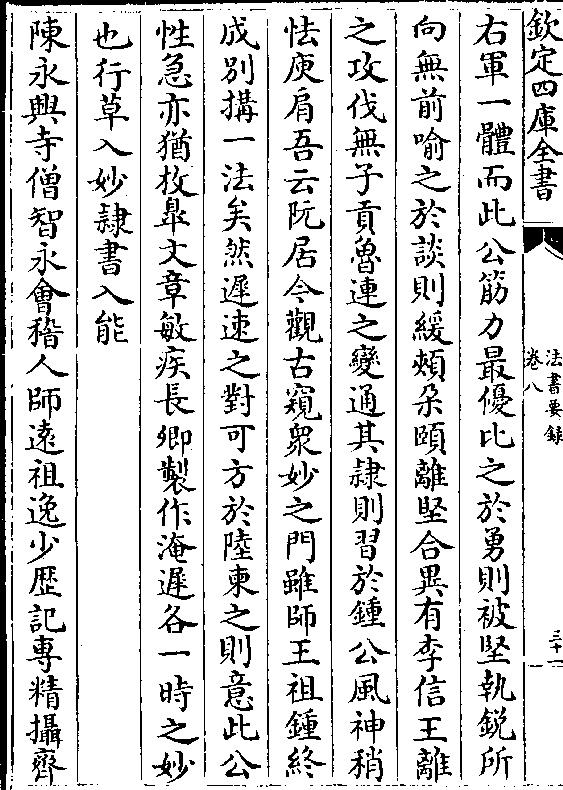 欽定四庫全書
法書要錄
卷八
三十一
右軍一體而此公筋力最優比之於勇則被堅執銳所
向無前喻之於談則緩頰朶頤離堅合異有李信王離
之攻伐無子貢魯連之變通其隷則習於鍾公風神稍
怯庾肩吾云阮居今觀古窺衆妙之門雖師王祖鍾終
成別搆一法矣然遲速之對可方於陸柬之則意此公
性急亦猶枚臯文章敏疾長卿製作淹遲各一時之妙
也行草入妙隷書入能
陳永興寺僧智永會稽人師逺祖逸少歴記專精攝齊